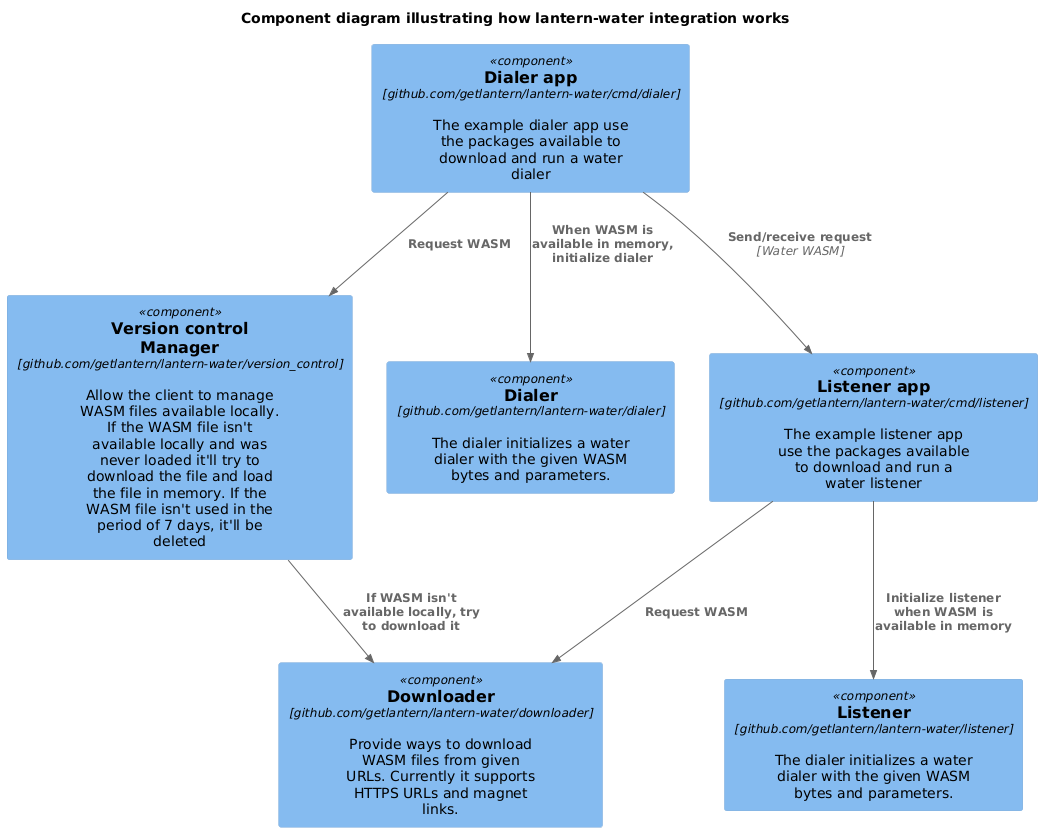 Component diagram illustrating how lantern-water integration works
«component»
Dialer app
[github.com/getlantern/lantern-water/cmd/dialer]
The example dialer app use
the packages available to
download and run a water
dialer
Request WASM
When WASM is
available in memory,
initialize dialer
Send/receive request
[Water WASM]
«component»
Version control
Manager
[github.com/getlantern/lantern-water/version_control]
Allow the client to manage
WASM files available locally.
If the WASM file isn't
available locally and was
never loaded it'll try to
download the file and load
the file in memory. If the
WASM file isn't used in the
period of 7 days, it'll be
deleted
«component»
Dialer
[github.com/getlantern/lantern-water/dialer]
The dialer initializes a water
dialer with the given WASM
bytes and parameters.
«component»
Listener app
[github.com/getlantern/lantern-water/cmd/listener]
The example listener app
use the packages available
to download and run a
water listener
If WASM isn't
available locally, try
to download it
Request WASM
Initialize listener
when WASM is
available in memory
«component»
Downloader
[github.com/getlantern/lantern-water/downloader]
Provide ways to download
WASM files from given
URLs. Currently it supports
HTTPS URLs and magnet
links.
«component»
Listener
[github.com/getlantern/lantern-water/listener]
The dialer initializes a water
dialer with the given WASM
bytes and parameters.